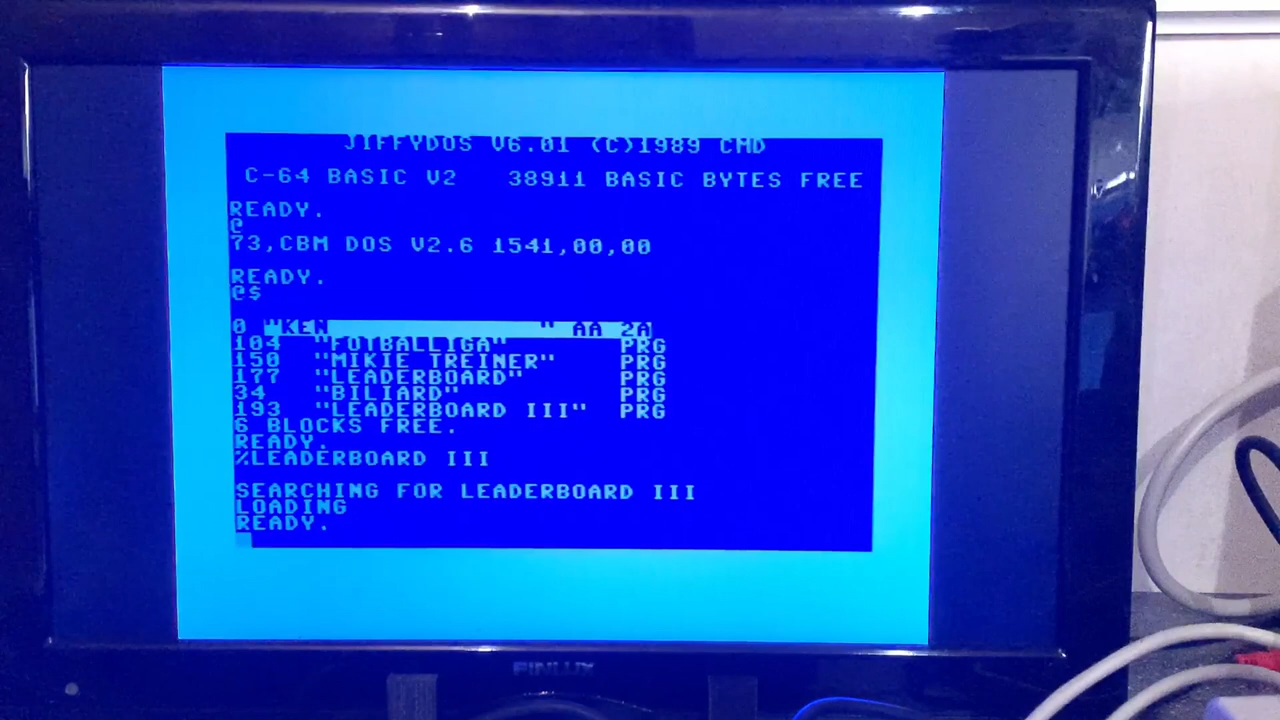 JIFFYDOS V6.01 (C)1989 CMD
C-64 BASIC V2   38911 BASIC BYTES FREE
READY.
@
73,CBM DOS V2.6 1541,00,00
READY.
@$
0 "KEN             " AA 2A
104  "FOTBALLIGA"       PRG
150  "MIKIE TREINER"    PRG
177  "LEADERBOARD"      PRG
34   "BILIARD"          PRG
193  "LEADERBOARD III"  PRG
6 BLOCKS FREE.
READY.
%LEADERBOARD III
SEARCHING FOR LEADERBOARD III
LOADING
READY.
FINLUX